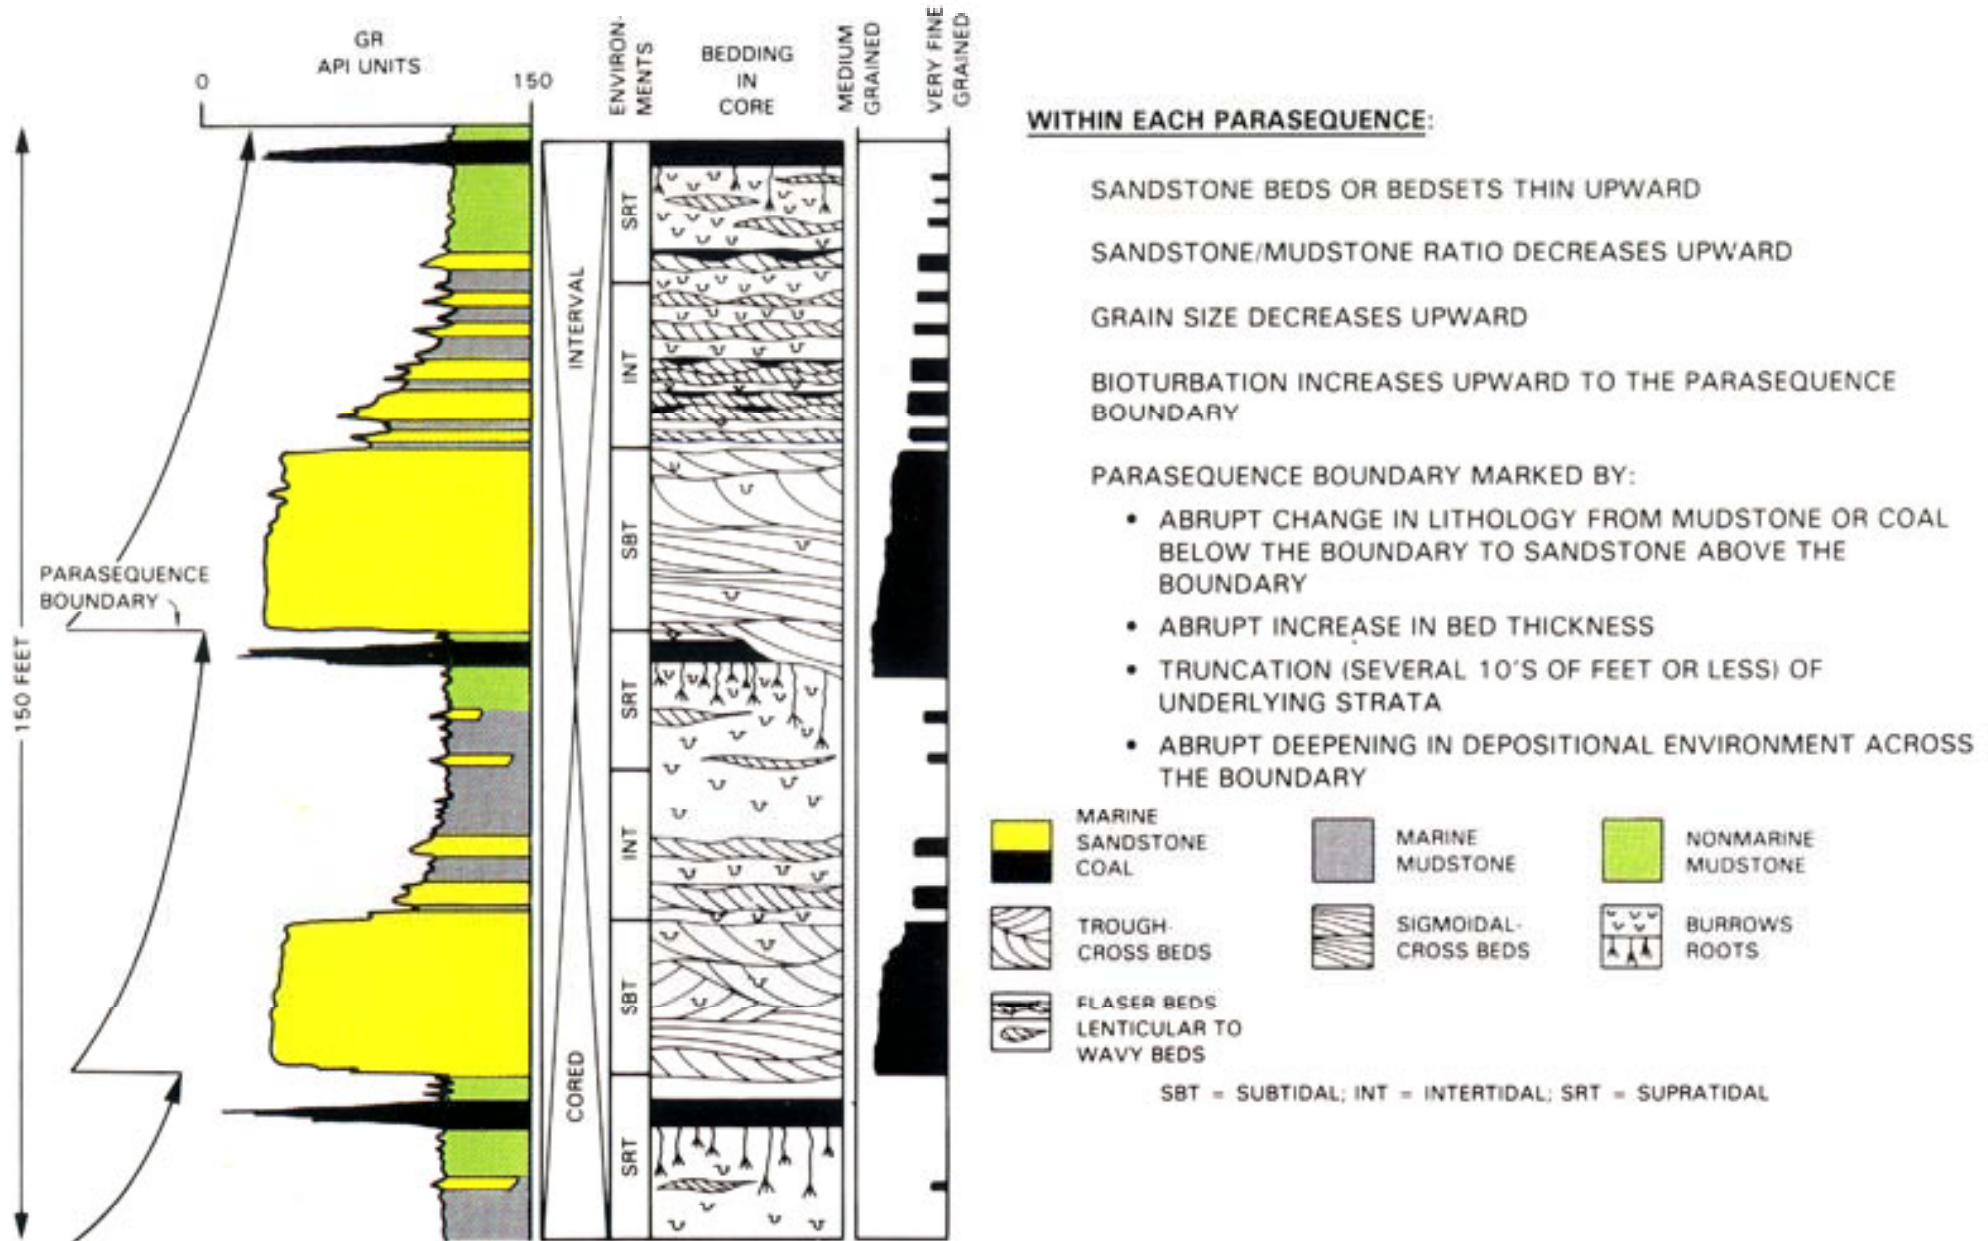 GR
API UNITS
0
150
ENVIRON-
MENTS
BEDDING
IN
CORE
MEDIUM
GRAINED
VERY FINE
GRAINED
150 FEET
PARASEQUENCE
BOUNDARY
INTERVAL
CORED
SRT
INT
SBT
SRT
INT
SBT
SRT
WITHIN EACH PARASEQUENCE:
SANDSTONE BEDS OR BEDSETS THIN UPWARD
SANDSTONE/MUDSTONE RATIO DECREASES UPWARD
GRAIN SIZE DECREASES UPWARD
BIOTURBATION INCREASES UPWARD TO THE PARASEQUENCE
BOUNDARY
PARASEQUENCE BOUNDARY MARKED BY:
• ABRUPT CHANGE IN LITHOLOGY FROM MUDSTONE OR COAL
BELOW THE BOUNDARY TO SANDSTONE ABOVE THE
BOUNDARY
• ABRUPT INCREASE IN BED THICKNESS
• TRUNCATION (SEVERAL 10'S OF FEET OR LESS) OF
UNDERLYING STRATA
• ABRUPT DEEPENING IN DEPOSITIONAL ENVIRONMENT ACROSS
THE BOUNDARY
MARINE
SANDSTONE
COAL
MARINE
MUDSTONE
NONMARINE
MUDSTONE
TROUGH-
CROSS BEDS
SIGMOIDAL-
CROSS BEDS
BURROWS
ROOTS
FLASER BEDS
LENTICULAR TO
WAVY BEDS
SBT = SUBTIDAL; INT = INTERTIDAL; SRT = SUPRATIDAL